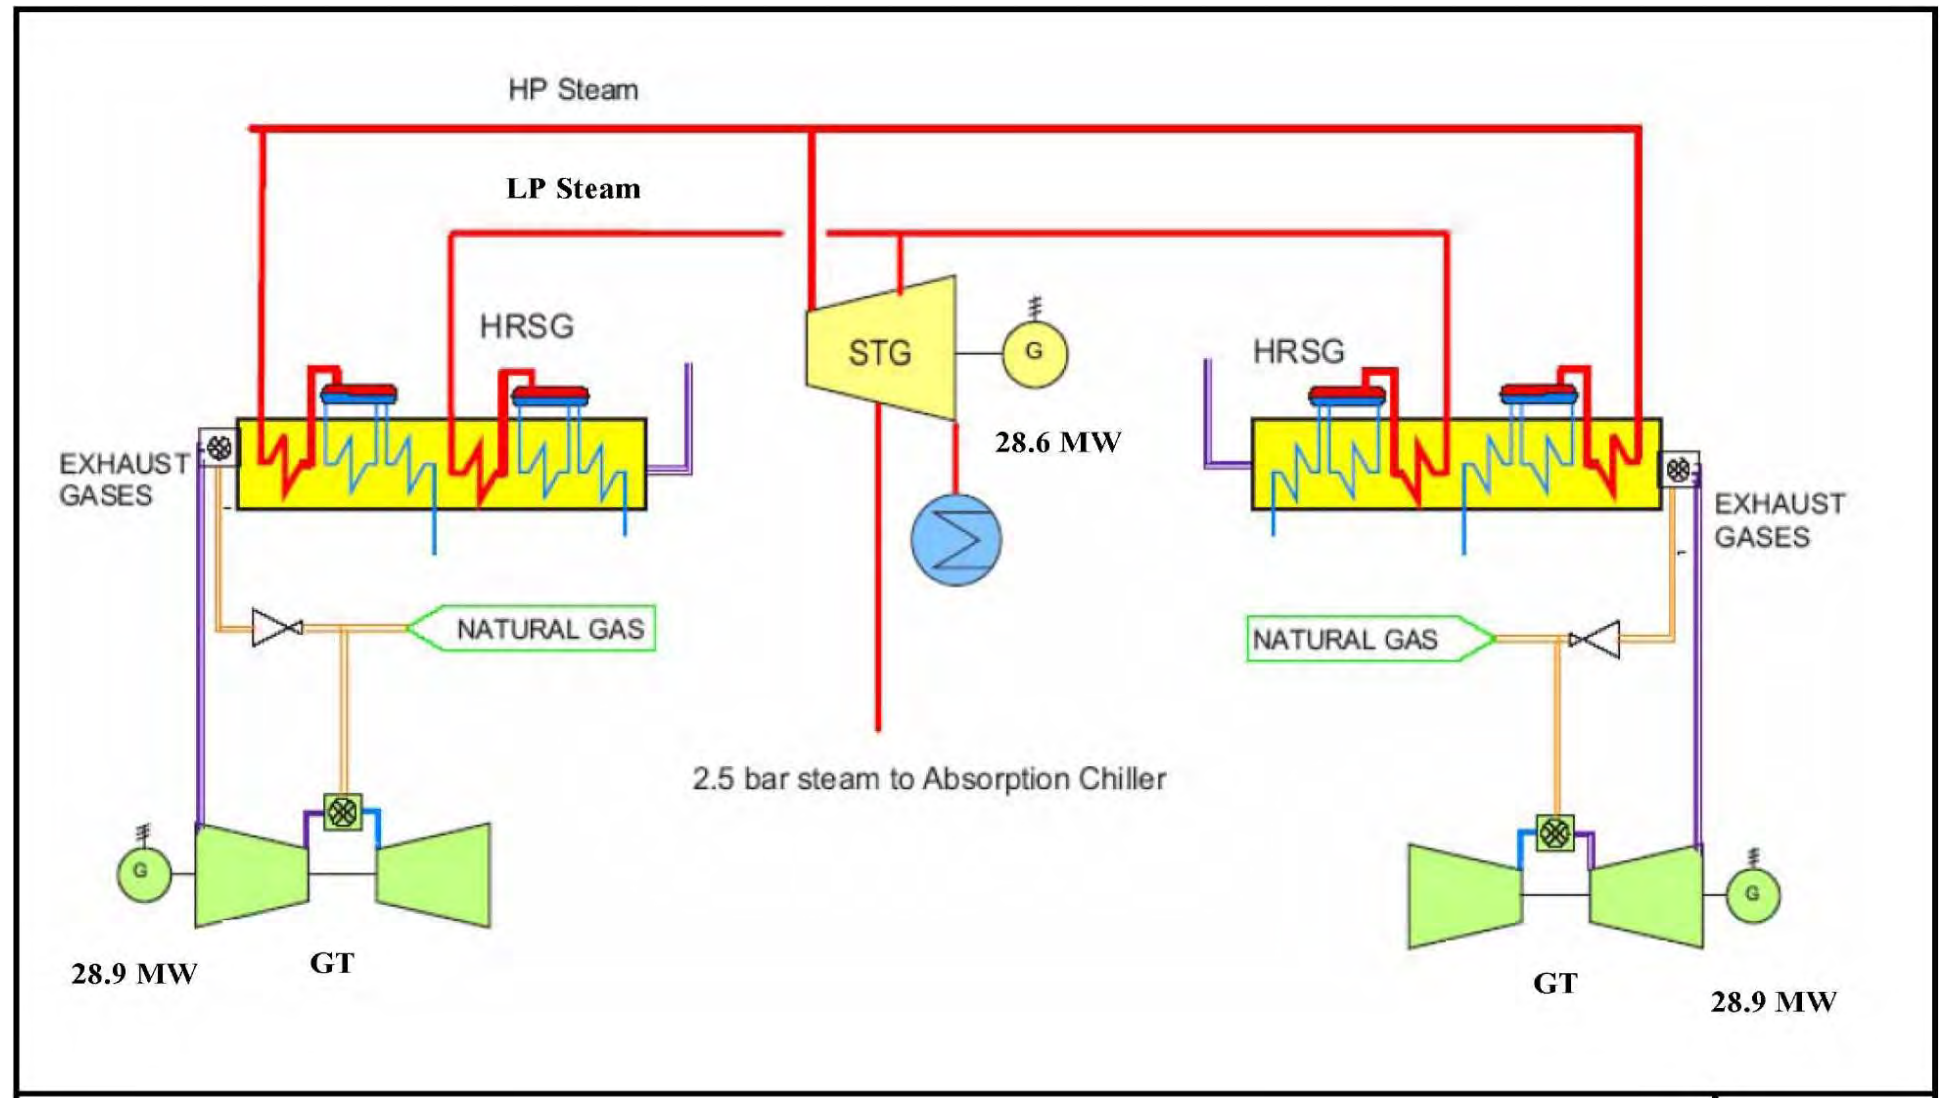 HP Steam
LP Steam
HRSG
STG
G
28.6 MW
HRSG
EXHAUST
GASES
EXHAUST
GASES
NATURAL GAS
NATURAL GAS
2.5 bar steam to Absorption Chiller
G
28.9 MW
GT
G
GT
28.9 MW